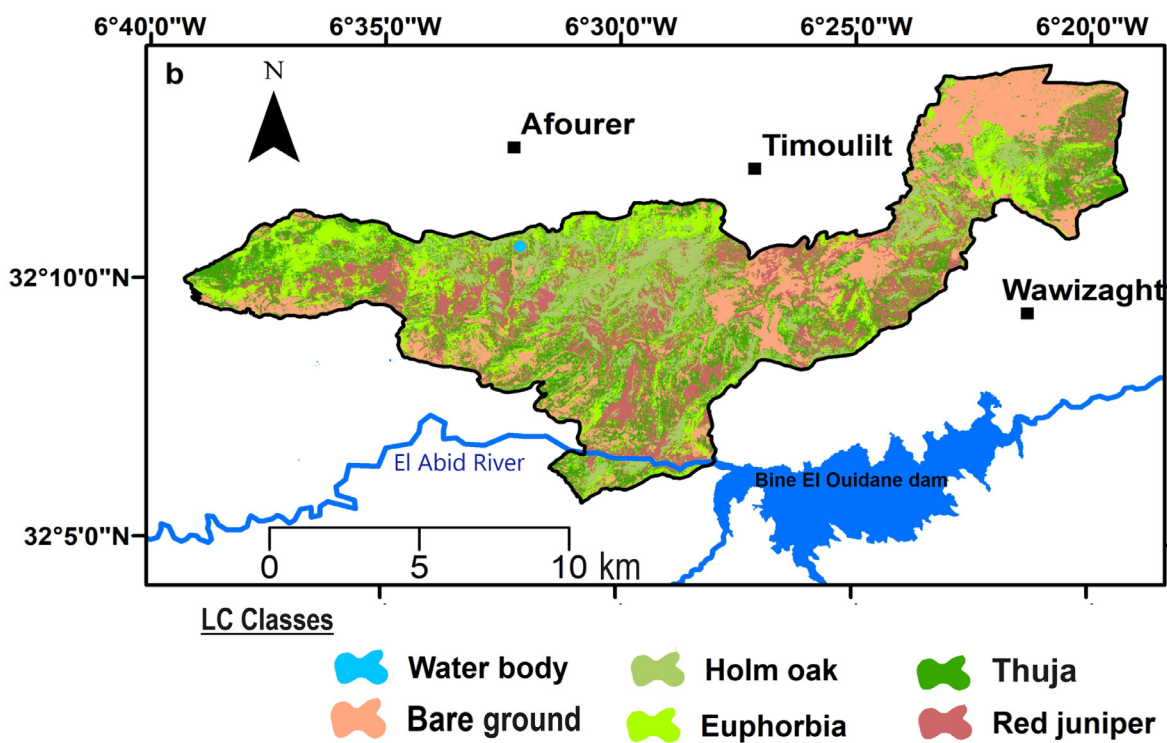 6°40'0"W 6°35'0"W 6°30'0"W 6°25'0"W 6°20'0"W
b
N
Afourer
Timoulilt
32°10'0"N
Wawizaght
El Abid River
Bine El Ouidane dam
32°5'0"N
0 5 10 km
LC Classes
Water body Holm oak Thuja
Bare ground Euphorbia Red juniper